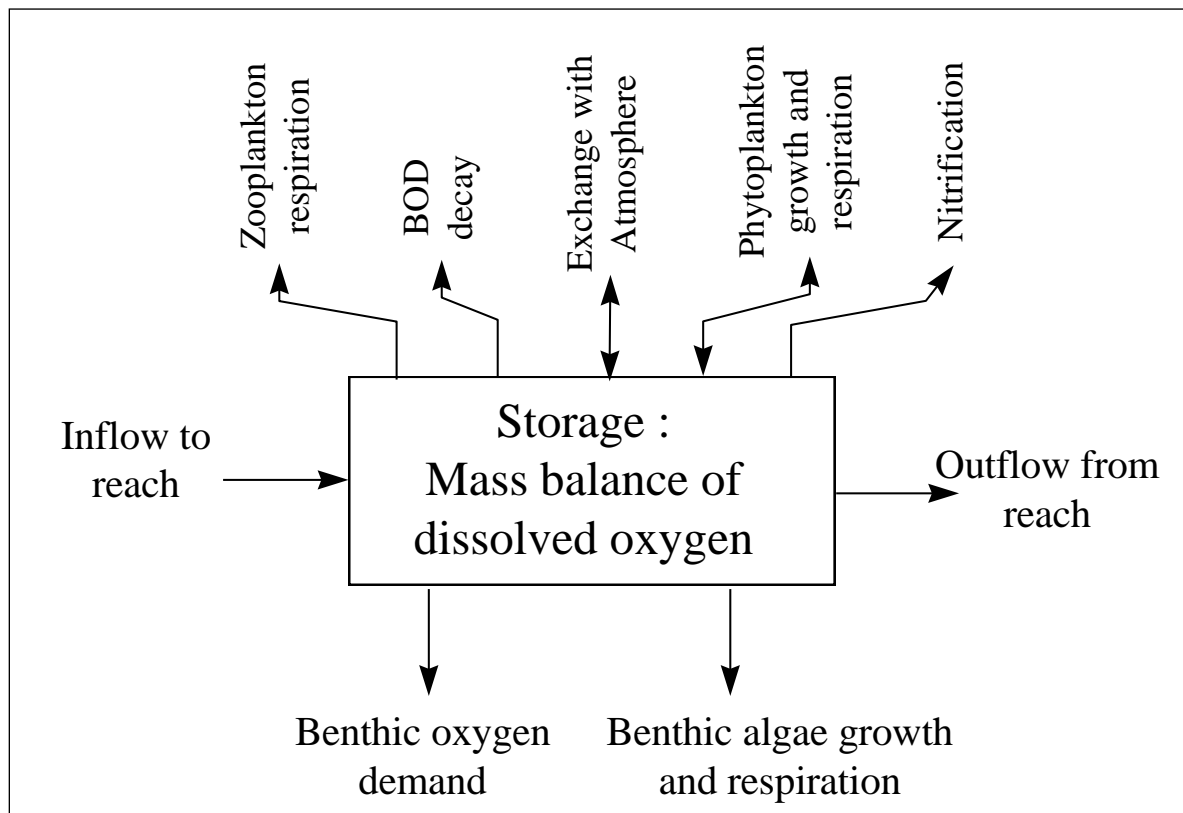 Zooplankton
respiration
BOD
decay
Exchange with
Atmosphere
Phytoplankton
growth and
respiration
Nitrification
Inflow to
reach
Storage :
Mass balance of
dissolved oxygen
Outflow from
reach
Benthic oxygen
demand
Benthic algae growth
and respiration